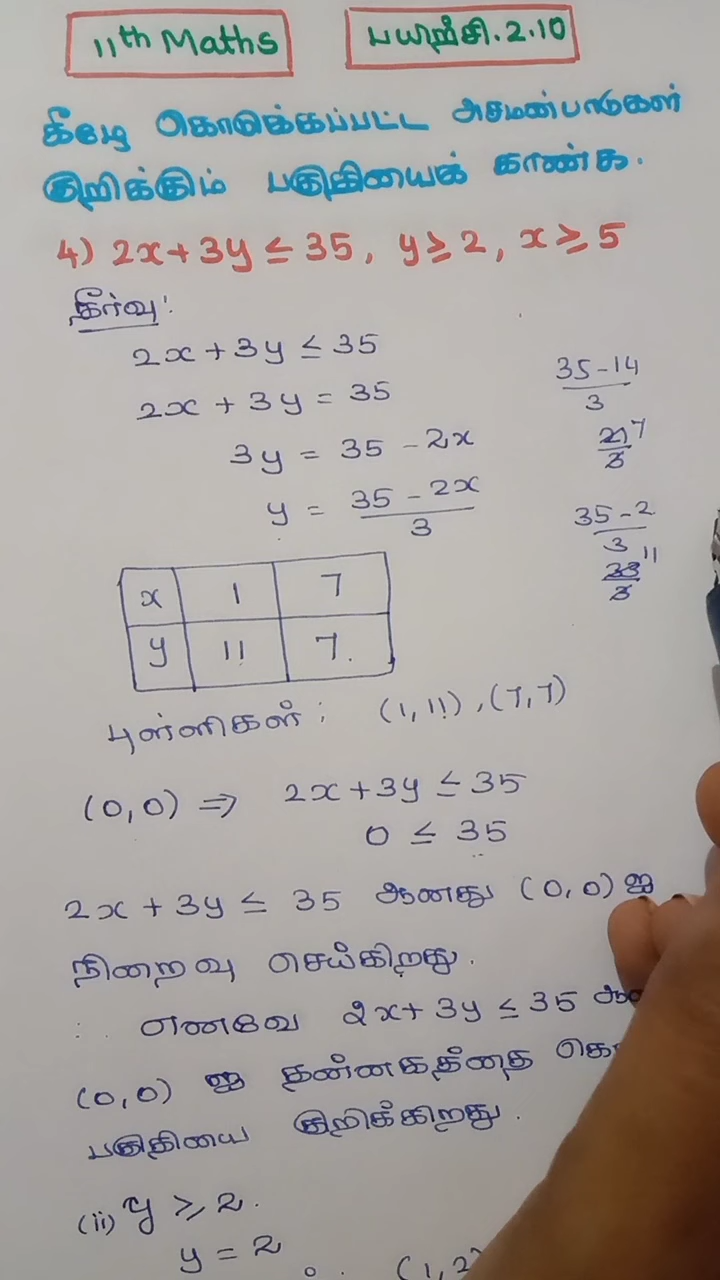 11th Maths பயிற்சி.2.10
கீழே கொடுக்கப்பட்ட அசமன்பாடுகள்
குறிக்கும் பகுதியைக் காண்க.
4) 2x+3y ≤ 35, y ≥ 2, x ≥ 5
தீர்வு:
2x + 3y ≤ 35
2x + 3y = 35
3y = 35 - 2x
y = (35 - 2x)/3
(35-14)/3
21/3 7
(35-2)/3
33/3 11
x 1 7
y 11 7.
புள்ளிகள் : (1, 11), (7, 7)
(0, 0) ⇒ 2x+3y ≤ 35
0 ≤ 35
2x + 3y ≤ 35 ஆனது (0, 0) ஐ
நிறைவு செய்கிறது.
∴ எனவே 2x+ 3y ≤ 35
(0, 0) ஐ தன்னகத்தை
பகுதியை குறிக்கிறது.
(ii) y ≥ 2.
y = 2
(1, 2)